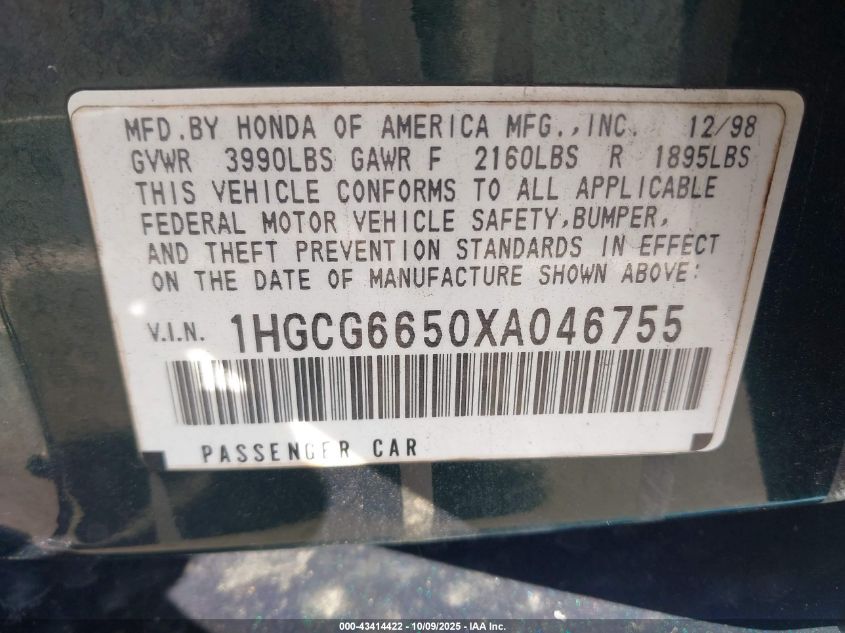 MFD.BY HONDA OF AMERICA MFG.,INC. 12/98
GVWR 3990LBS GAWR F 2160LBS R 1895LBS
THIS VEHICLE CONFORMS TO ALL APPLICABLE
FEDERAL MOTOR VEHICLE SAFETY,BUMPER,
AND THEFT PREVENTION STANDARDS IN EFFECT
ON THE DATE OF MANUFACTURE SHOWN ABOVE:
V.I.N. 1HGCG6650XA046755
PASSENGER CAR
000-43414422 - 10/09/2025 - IAA Inc.